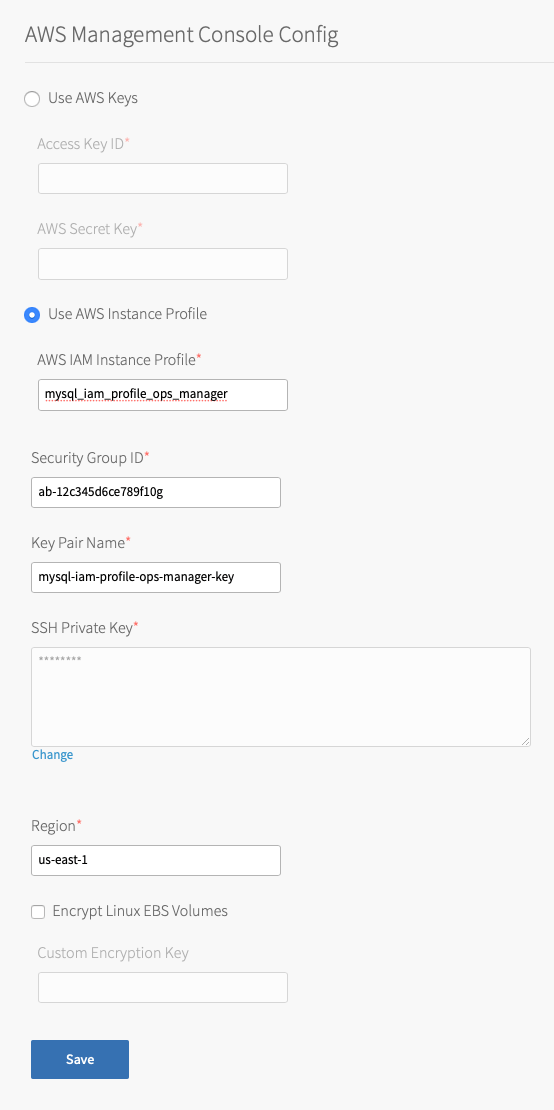 AWS Management Console Config
Use AWS Keys
Access Key ID*
AWS Secret Key*
Use AWS Instance Profile
AWS IAM Instance Profile*
mysql_iam_profile_ops_manager
Security Group ID*
ab-12c345d6ce789f10g
Key Pair Name*
mysql-iam-profile-ops-manager-key
SSH Private Key*
********
Change
Region*
us-east-1
Encrypt Linux EBS Volumes
Custom Encryption Key
Save